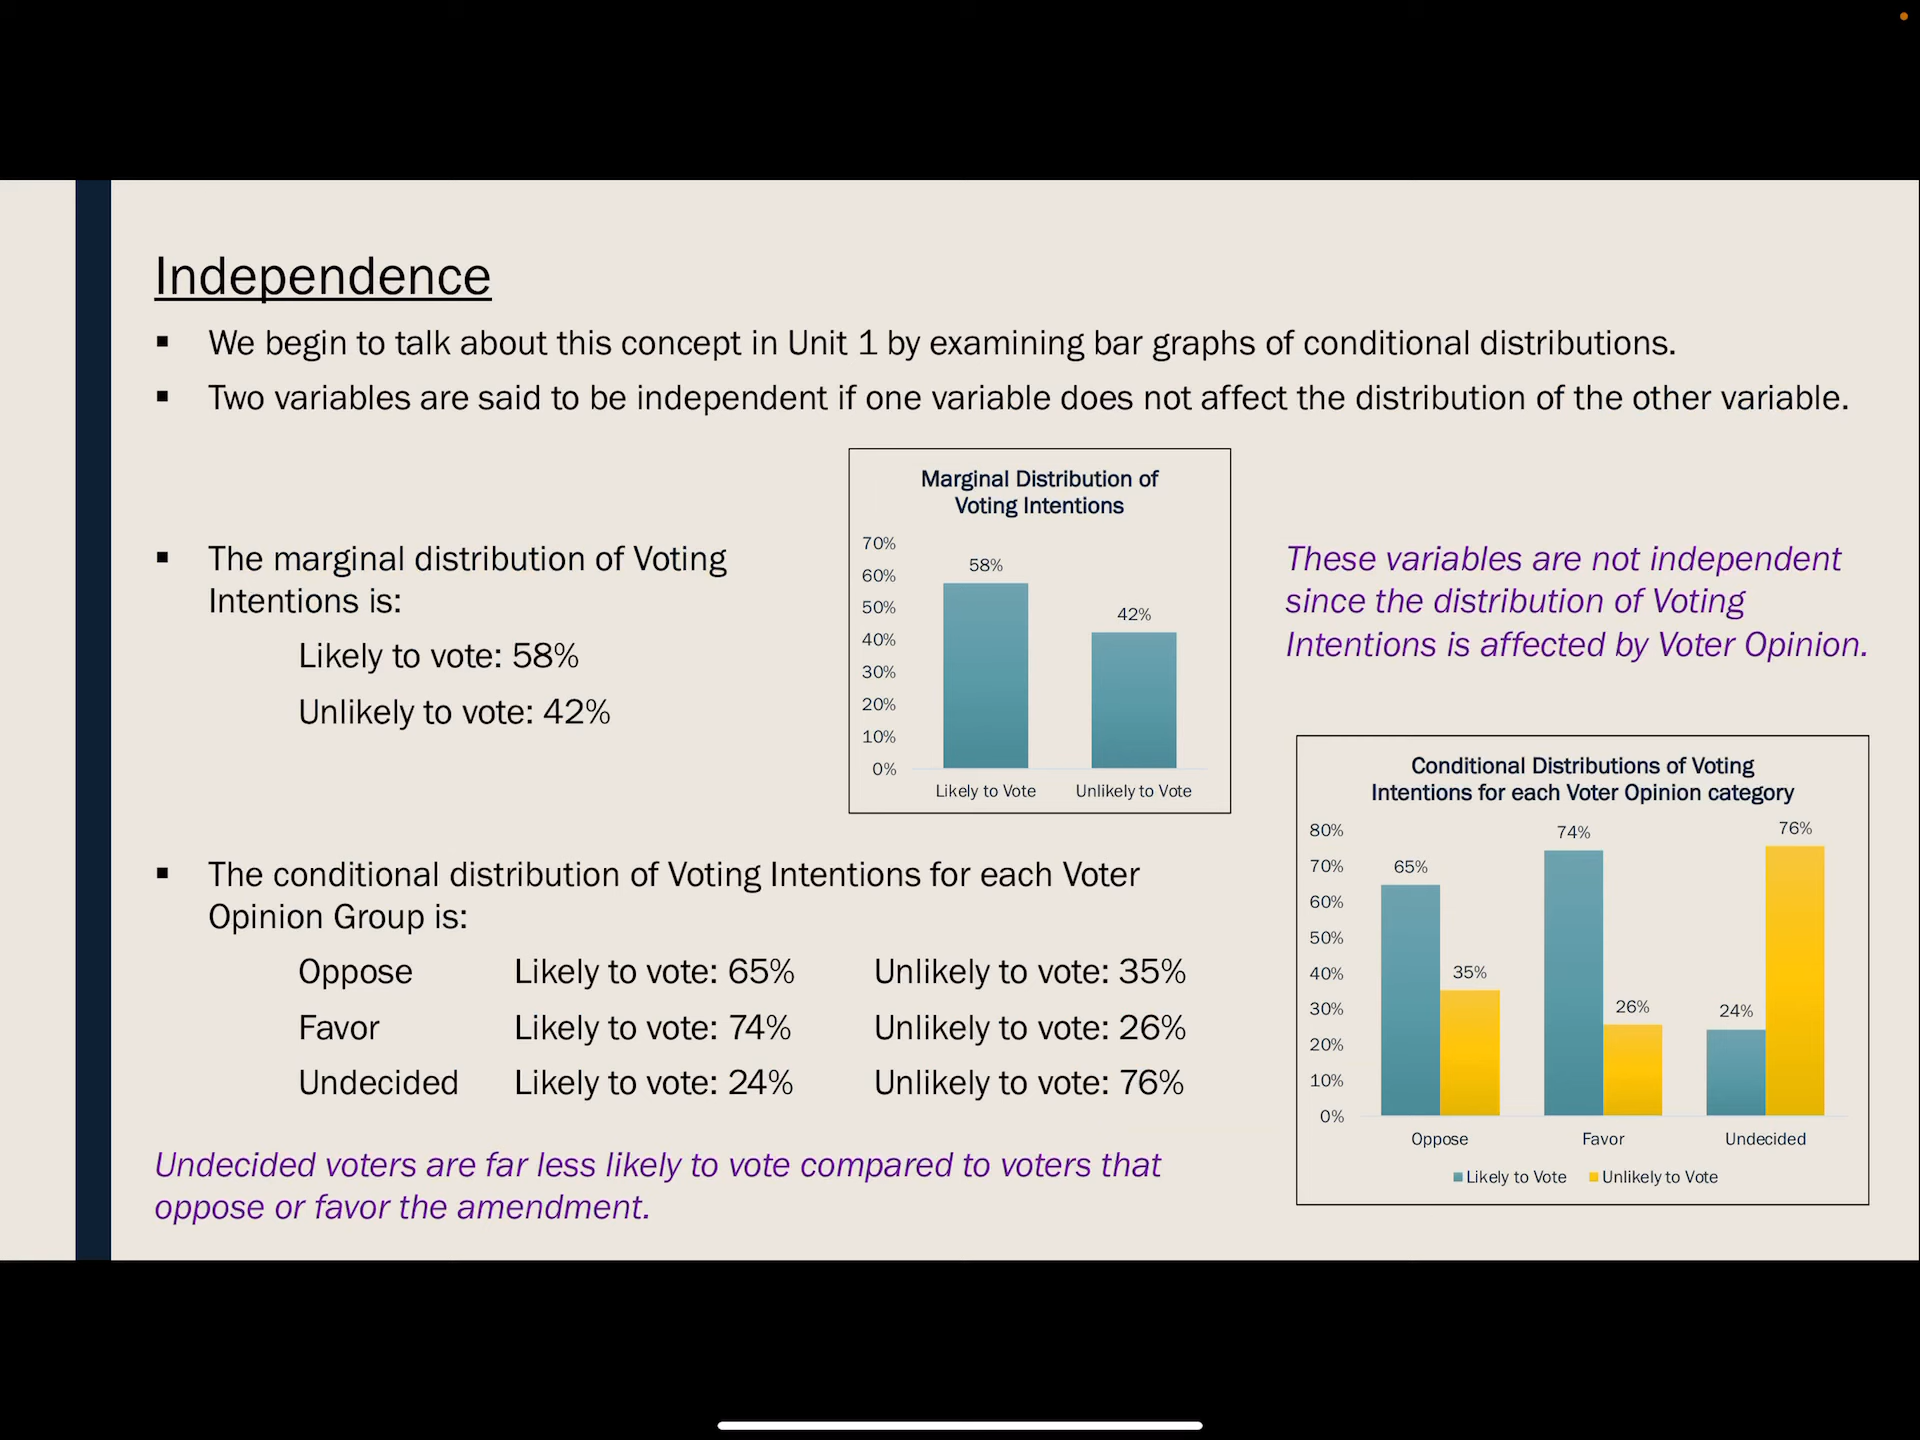 Independence
▪ We begin to talk about this concept in Unit 1 by examining bar graphs of conditional distributions.
▪ Two variables are said to be independent if one variable does not affect the distribution of the other variable.
▪ The marginal distribution of Voting
Intentions is:
Likely to vote: 58%
Unlikely to vote: 42%
Marginal Distribution of
Voting Intentions
70%
60%
50%
40%
30%
20%
10%
0%
58%
42%
Likely to Vote Unlikely to Vote
These variables are not independent
since the distribution of Voting
Intentions is affected by Voter Opinion.
▪ The conditional distribution of Voting Intentions for each Voter
Opinion Group is:
Oppose Likely to vote: 65% Unlikely to vote: 35%
Favor Likely to vote: 74% Unlikely to vote: 26%
Undecided Likely to vote: 24% Unlikely to vote: 76%
Undecided voters are far less likely to vote compared to voters that
oppose or favor the amendment.
Conditional Distributions of Voting
Intentions for each Voter Opinion category
80%
70%
60%
50%
40%
30%
20%
10%
0%
65%
35%
74%
26%
24%
76%
Oppose Favor Undecided
Likely to Vote Unlikely to Vote